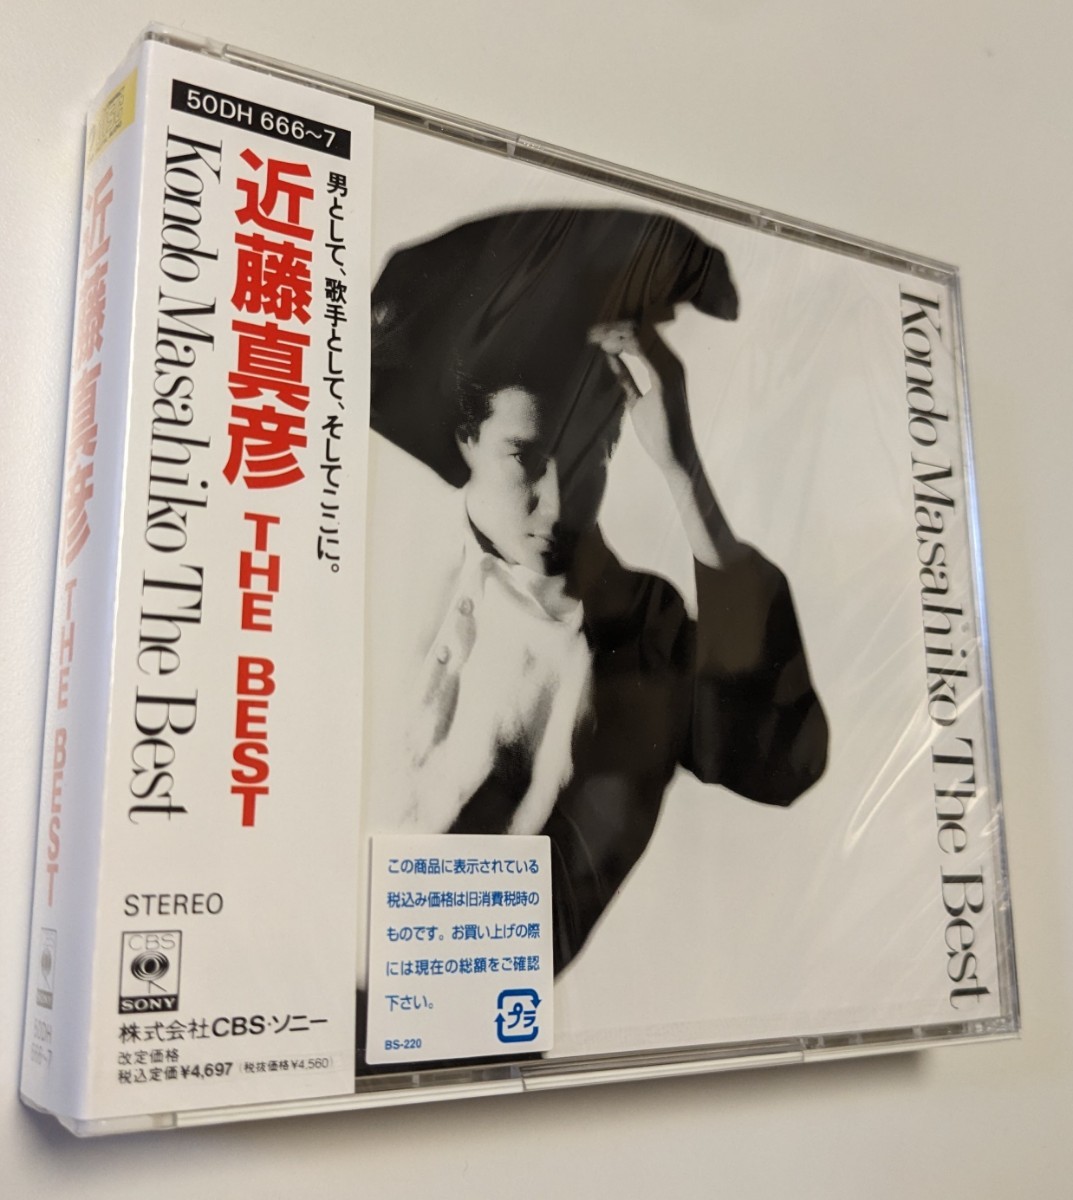 近藤真彦 THE BEST
50DH
666~7
50DH 666~7
男として、歌手として、そしてここに。
近藤真彦 THE BEST
Kondo Masahiko The Best
STEREO
CBS
SONY
株式会社CBS・ソニー
改定価格
税込定価¥4,697(税抜価格¥4,560)
Kondo Masahiko The Best
この商品に表示されている
税込み価格は旧消費税時の
ものです。お買い上げの際
には現在の総額をご確認
下さい。
プラ
BS-220